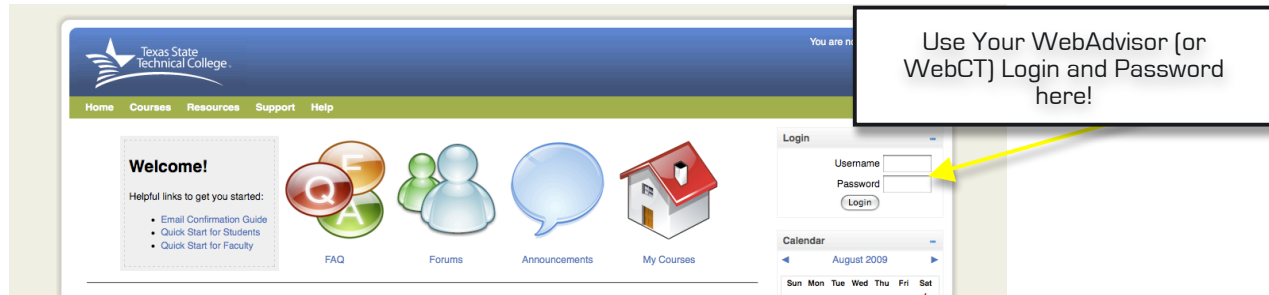 Use Your WebAdvisor (or
WebCT) Login and Password
here!
You are no
Texas State
Technical College.
Home Courses Resources Support Help
Welcome!
Helpful links to get you started:
• Email Confirmation Guide
• Quick Start for Students
• Quick Start for Faculty
F
Q
A
FAQ Forums Announcements My Courses
Login
Username
Password
Login
Calendar
August 2009
Sun Mon Tue Wed Thu Fri Sat